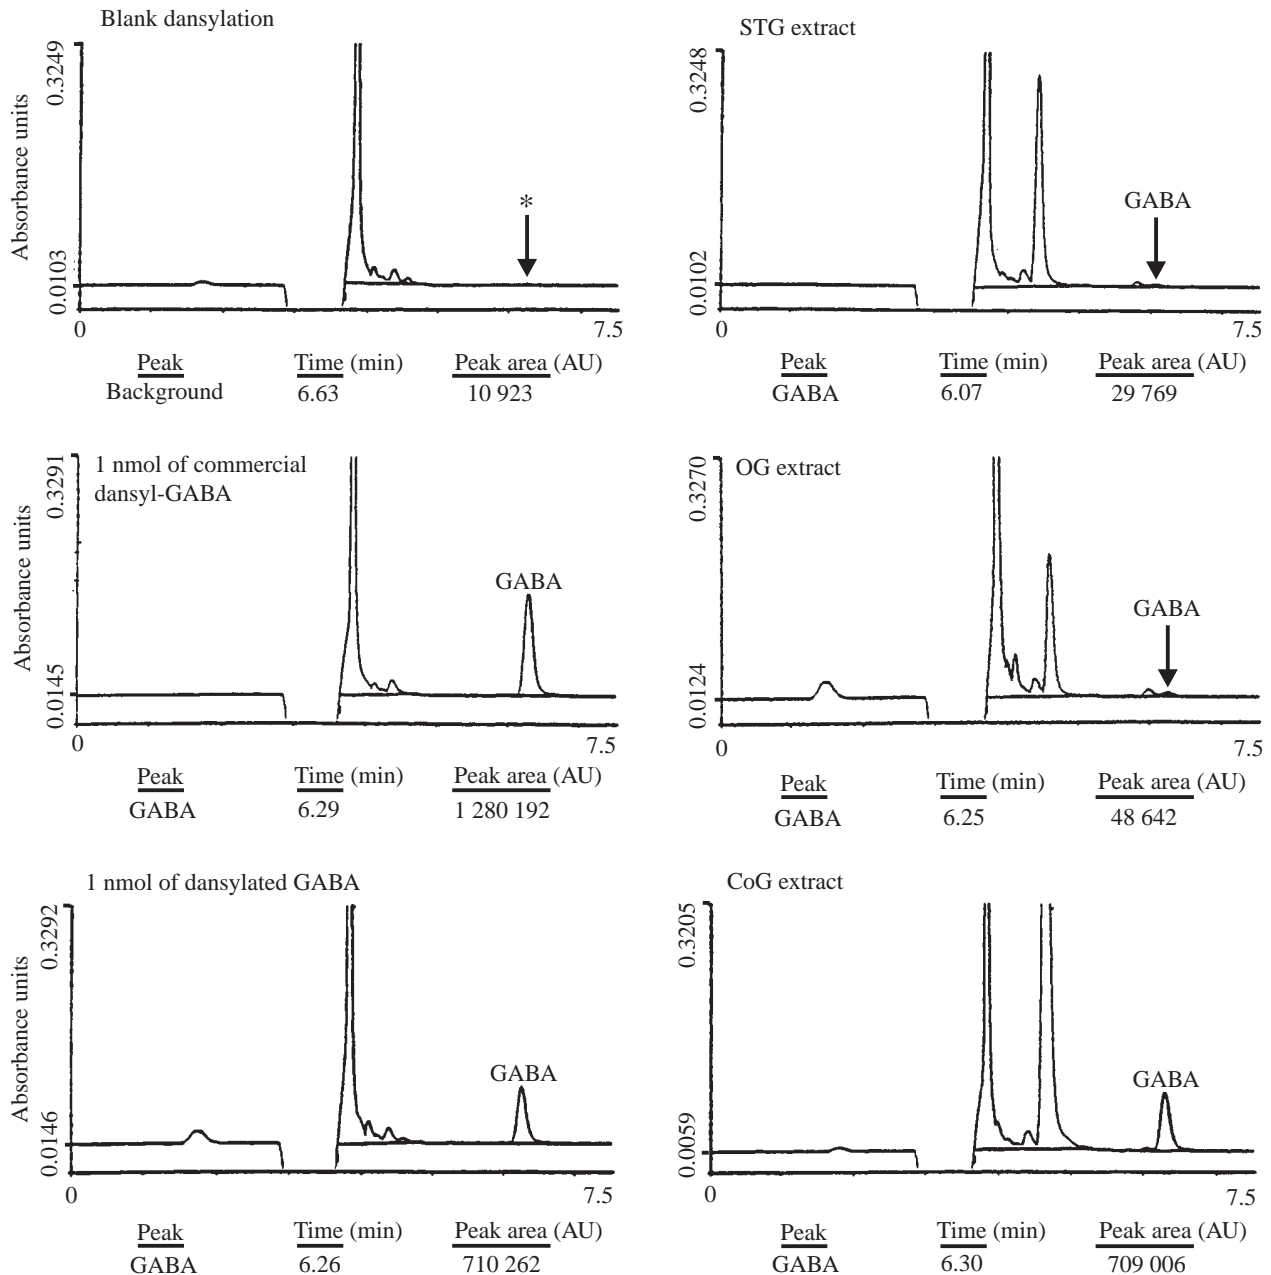 Blank dansylation
Absorbance units
0.3249
0.0103
*
0
7.5
Peak
Time (min)
Peak area (AU)
Background
6.63
10 923
STG extract
0.3248
0.0102
GABA
0
7.5
Peak
Time (min)
Peak area (AU)
GABA
6.07
29 769
1 nmol of commercial
dansyl-GABA
Absorbance units
0.3291
0.0145
GABA
0
7.5
Peak
Time (min)
Peak area (AU)
GABA
6.29
1 280 192
OG extract
0.3270
0.0124
GABA
0
7.5
Peak
Time (min)
Peak area (AU)
GABA
6.25
48 642
1 nmol of dansylated GABA
Absorbance units
0.3292
0.0146
GABA
0
7.5
Peak
Time (min)
Peak area (AU)
GABA
6.26
710 262
CoG extract
0.3205
0.0059
GABA
0
7.5
Peak
Time (min)
Peak area (AU)
GABA
6.30
709 006